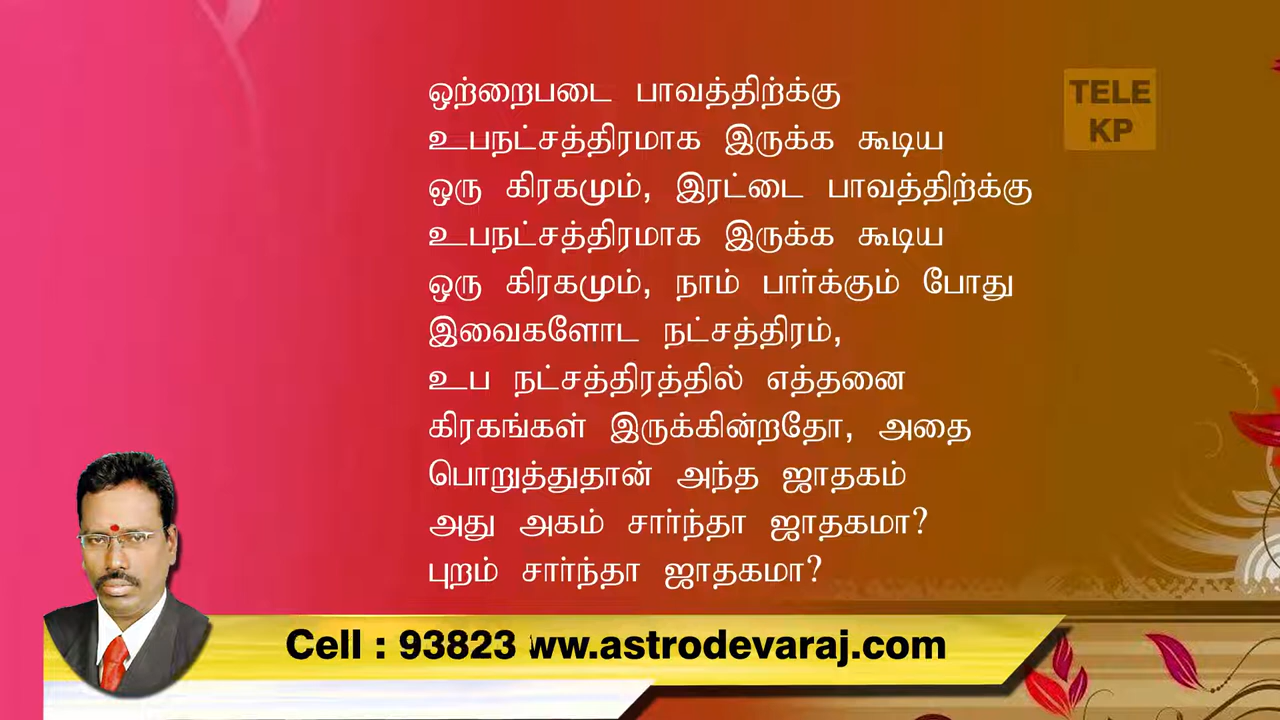 ஒற்றைபடை பாவத்திற்க்கு
உபநட்சத்திரமாக இருக்க கூடிய
ஒரு கிரகமும், இரட்டை பாவத்திற்க்கு
உபநட்சத்திரமாக இருக்க கூடிய
ஒரு கிரகமும், நாம் பார்க்கும் போது
இவைகளோட நட்சத்திரம்,
உப நட்சத்திரத்தில் எத்தனை
கிரகங்கள் இருக்கின்றதோ, அதை
பொறுத்துதான் அந்த ஜாதகம்
அது அகம் சார்ந்தா ஜாதகமா?
புறம் சார்ந்தா ஜாதகமா?
TELE
KP
Cell : 93823 ww.astrodevaraj.com